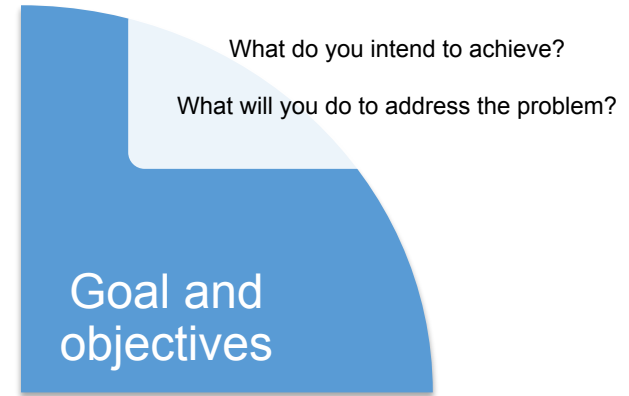 What do you intend to achieve?
What will you do to address the problem?
Goal and
objectives